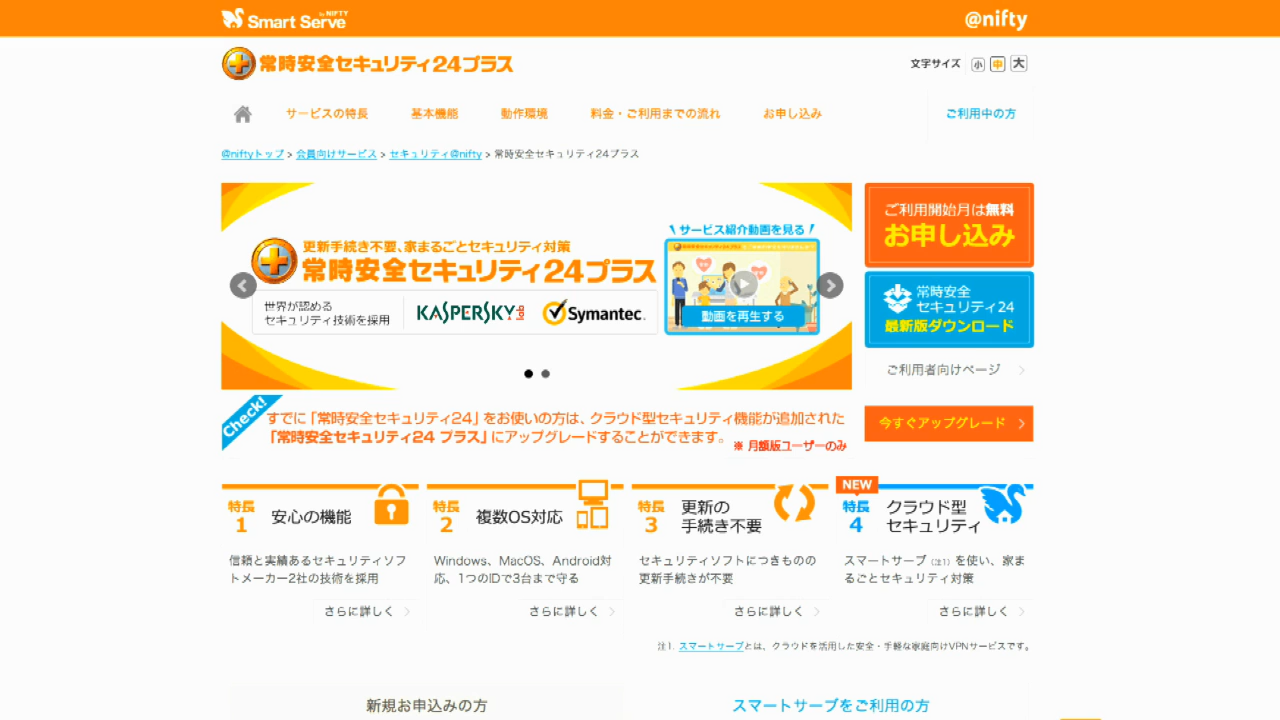 by NIFTY
Smart Serve
@nifty
常時安全セキュリティ24プラス
文字サイズ 小 中 大
サービスの特長 基本機能 動作環境 料金・ご利用までの流れ お申し込み ご利用中の方
@niftyトップ > 会員向けサービス > セキュリティ@nifty > 常時安全セキュリティ24プラス
更新手続き不要、家まるごとセキュリティ対策
常時安全セキュリティ24プラス
世界が認める
セキュリティ技術を採用
KASPERSKY lab
Symantec.
\ サービス紹介動画を見る /
動画を再生する
ご利用開始月は無料
お申し込み
常時安全
セキュリティ24
最新版ダウンロード
ご利用者向けページ
Check!
すでに「常時安全セキュリティ24」をお使いの方は、クラウド型セキュリティ機能が追加された
「常時安全セキュリティ24 プラス」にアップグレードすることができます。 ※ 月額版ユーザーのみ
今すぐアップグレード
特長
1
安心の機能
信頼と実績あるセキュリティソフ
トメーカー2社の技術を採用
さらに詳しく
特長
2
複数OS対応
Windows、MacOS、Android対
応、1つのIDで3台まで守る
さらに詳しく
特長
3
更新の
手続き不要
セキュリティソフトにつきものの
更新手続きが不要
さらに詳しく
NEW
特長
4
クラウド型
セキュリティ
スマートサーブ（注1）を使い、家ま
るごとセキュリティ対策
さらに詳しく
注1. スマートサーブとは、クラウドを活用した安全・手軽な家庭向けVPNサービスです。
新規お申込みの方
スマートサーブをご利用の方